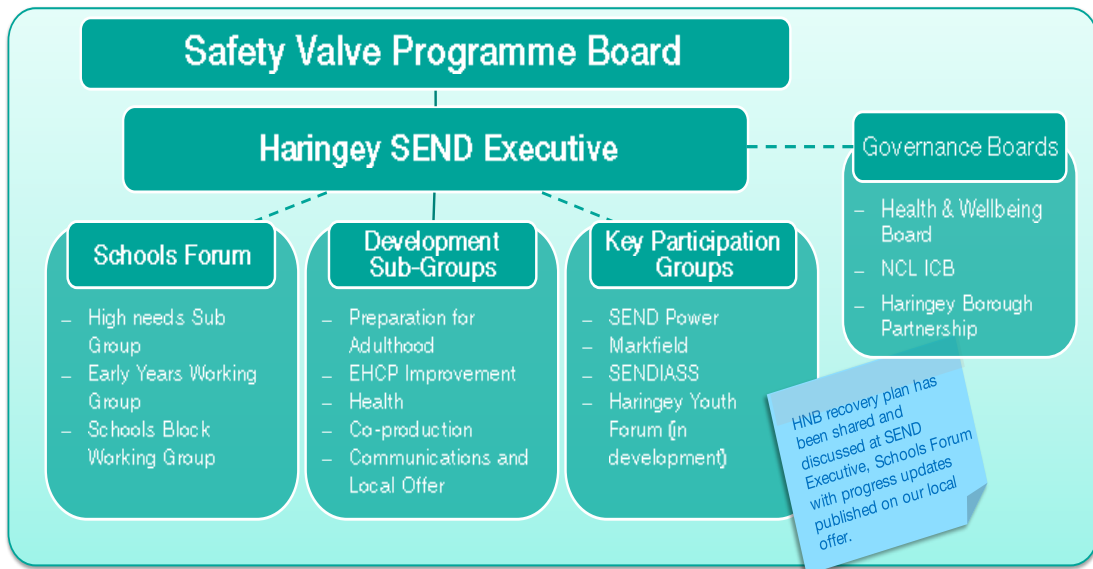 Safety Valve Programme Board
Haringey SEND Executive
Governance Boards
– Health & Wellbeing
Board
– NCL ICB
– Haringey Borough
Partnership
Schools Forum
– High needs Sub
Group
– Early Years Working
Group
– Schools Block
Working Group
Development
Sub-Groups
– Preparation for
Adulthood
– EHCP Improvement
– Health
– Co-production
– Communications and
Local Offer
Key Participation
Groups
– SEND Power
– Markfield
– SENDIASS
– Haringey Youth
Forum (in
development)
HNB recovery plan has
been shared and
discussed at SEND
Executive, Schools Forum
with progress updates
published on our local
offer.